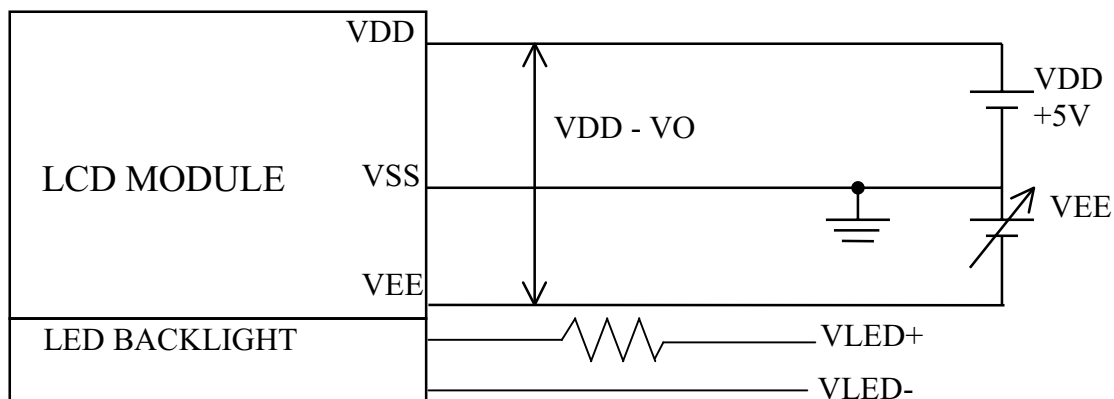 VDD
VDD
+5V
VDD - VO
LCD MODULE
VSS
VEE
VEE
LED BACKLIGHT
VLED+
VLED-